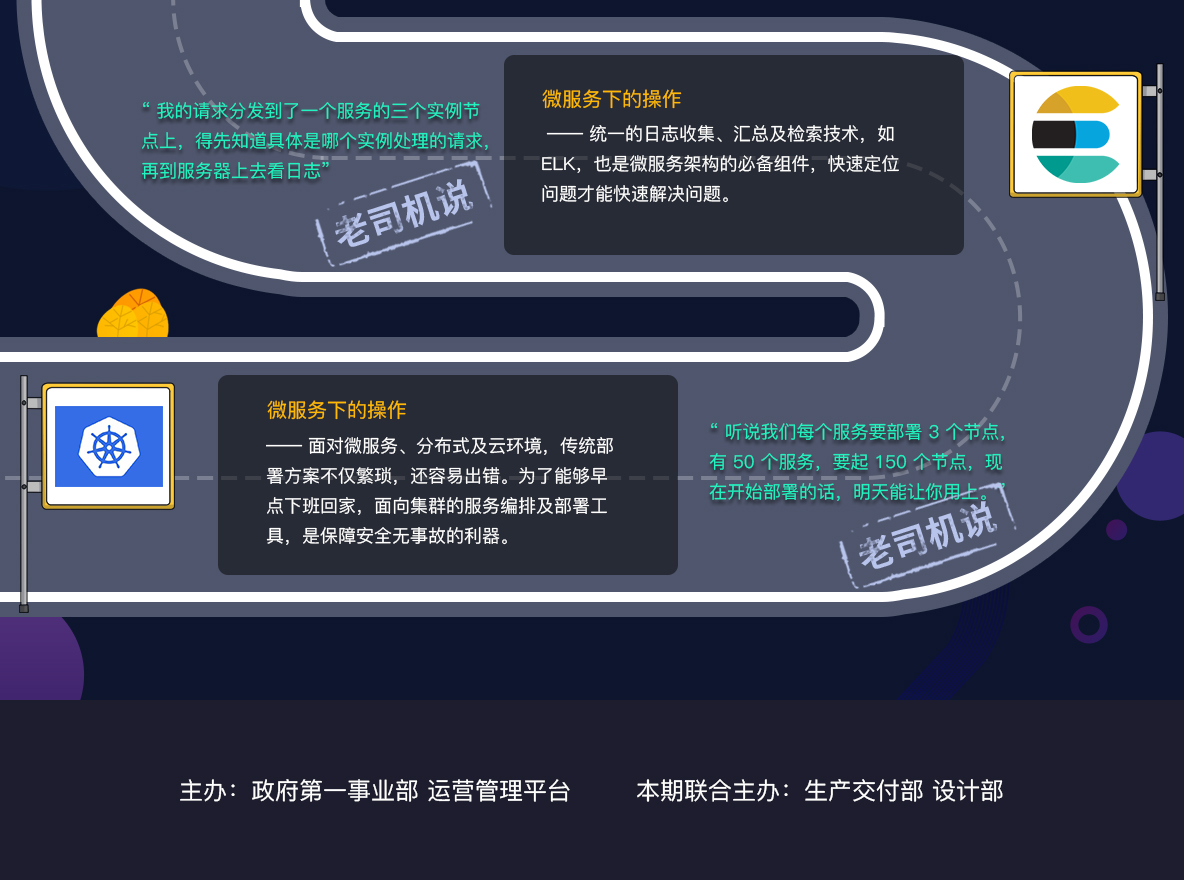 “ 我的请求分发到了一个服务的三个实例节
点上，得先知道具体是哪个实例处理的请求，
再到服务器上去看日志”
老司机说
微服务下的操作
—— 统一的日志收集、汇总及检索技术，如
ELK，也是微服务架构的必备组件，快速定位
问题才能快速解决问题。
微服务下的操作
—— 面对微服务、分布式及云环境，传统部
署方案不仅繁琐，还容易出错。为了能够早
点下班回家，面向集群的服务编排及部署工
具，是保障安全无事故的利器。
“ 听说我们每个服务要部署 3 个节点，
有 50 个服务，要起 150 个节点，现
在开始部署的话，明天能让你用上。”
老司机说
主办：政府第一事业部 运营管理平台
本期联合主办：生产交付部 设计部